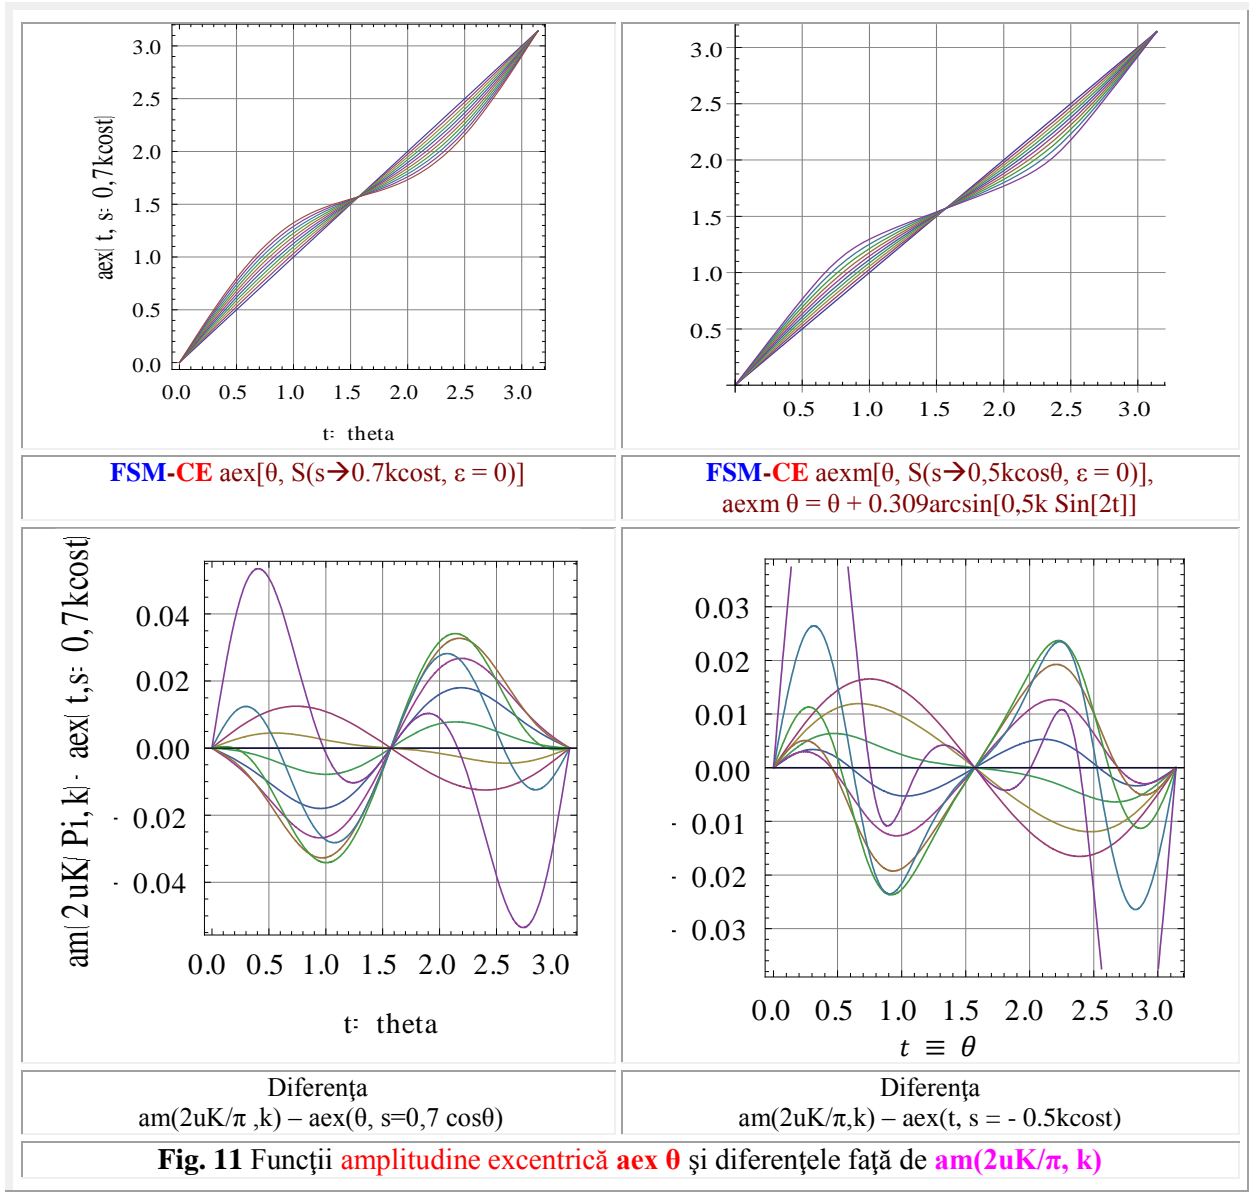 3.0
2.5
2.0
1.5
1.0
0.5
0.0
0.0 0.5 1.0 1.5 2.0 2.5 3.0
aex( t, s= 0,7kcost)
t= theta
3.0
2.5
2.0
1.5
1.0
0.5
0.5 1.0 1.5 2.0 2.5 3.0
FSM-CE aex[θ, S(s→0.7kcost, ε = 0)]
FSM-CE aexm[θ, S(s→0,5kcosθ, ε = 0)],
aexm θ = θ + 0.309arcsin[0,5k Sin[2t]]
am( 2uK/ Pi,k) - aex( t,s= 0,7kcost)
0.04
0.02
0.00
- 0.02
- 0.04
0.0 0.5 1.0 1.5 2.0 2.5 3.0
t= theta
0.03
0.02
0.01
0.00
- 0.01
- 0.02
- 0.03
0.0 0.5 1.0 1.5 2.0 2.5 3.0
t ≡ θ
Diferenţa
am(2uK/π ,k) – aex(θ, s=0,7 cosθ)
Diferenţa
am(2uK/π,k) – aex(t, s = - 0.5kcost)
Fig. 11 Funcţii amplitudine excentrică aex θ şi diferenţele faţă de am(2uK/π, k)